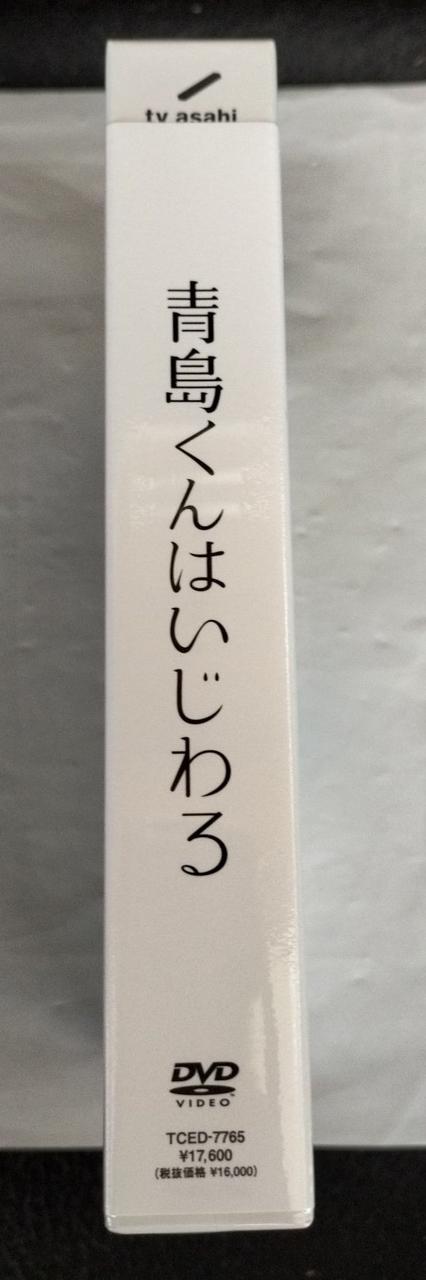 tv asahi
青島くんはいじわる
DVD
VIDEO
TCED-7765
¥17,600
(税抜価格 ¥16,000)